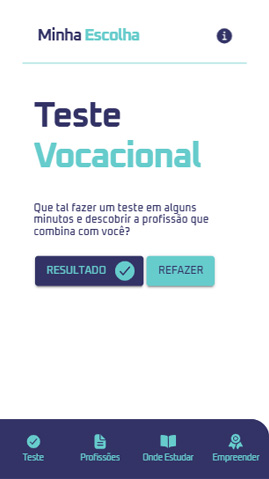 Minha Escolha
Teste
Vocacional
Que tal fazer um teste em alguns
minutos e descobrir a profissão que
combina com você?
RESULTADO
REFAZER
Teste
Profissões
Onde Estudar
Empreender